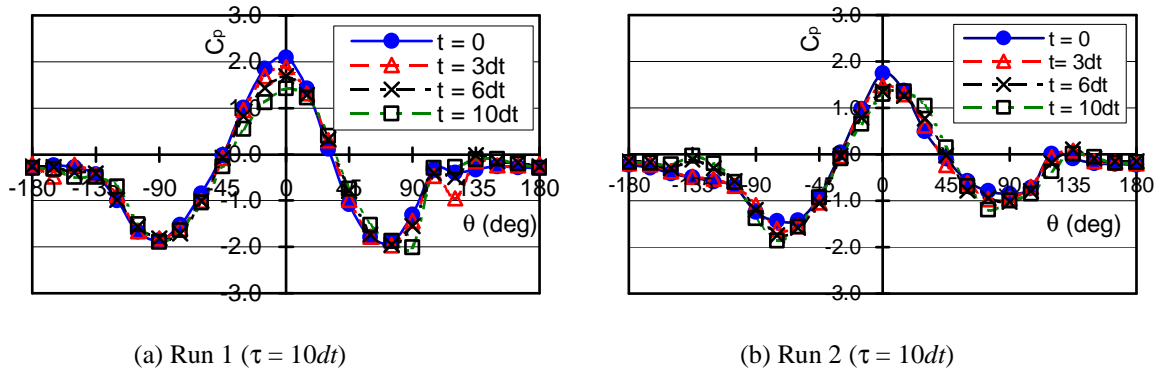 3.0
C_p
t = 0
t = 3dt
t = 6dt
t = 10dt
2.0
1.0
0.0
-180 -135 -90 -45 0 45 90 135 180
-1.0
θ (deg)
-2.0
-3.0
(a) Run 1 (τ = 10dt)
3.0
C_p
t = 0
t= 3dt
t = 6dt
t = 10dt
2.0
1.0
0.0
-180 -135 -90 -45 0 45 90 135 180
-1.0
θ (deg)
-2.0
-3.0
(b) Run 2 (τ = 10dt)